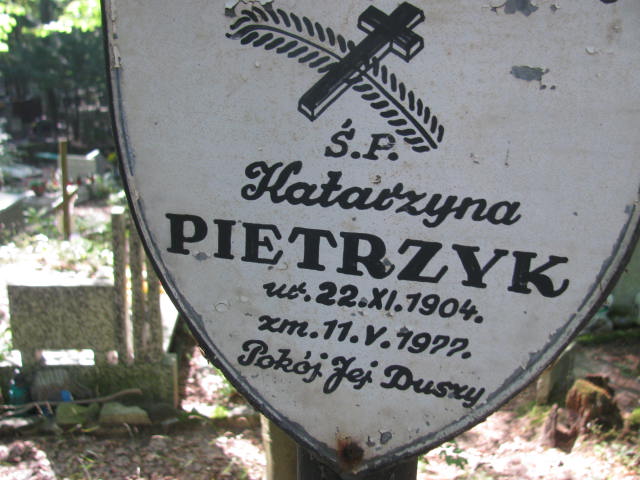 Ś.P.
Katarzyna
PIETRZYK
ur. 22.XI.1904.
zm. 11.V.1977.
Pokój Jej Duszy